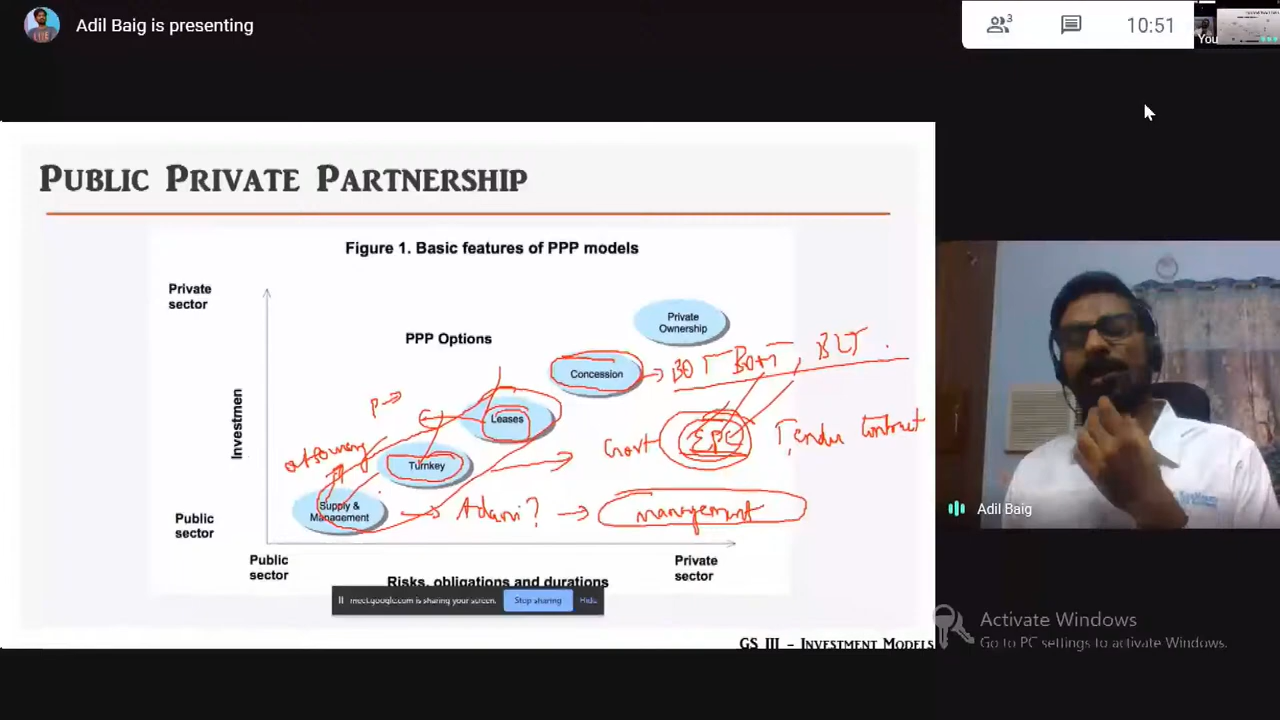 Adil Baig is presenting
3
10:51
You
PUBLIC PRIVATE PARTNERSHIP
Figure 1. Basic features of PPP models
Private
sector
PPP Options
Private
Ownership
Concession
BOT BOOT, BLT
Leases
Investmen
Turnkey
Govt
EPC
Tender Contract
Supply &
Management
Adani?
management
Public
sector
Public
sector
Private
sector
Risks, obligations and durations
meet.google.com is sharing your screen.
Stop sharing
Hide
GS III – INVESTMENT MODELS
Adil Baig
Activate Windows
Go to PC settings to activate Windows.